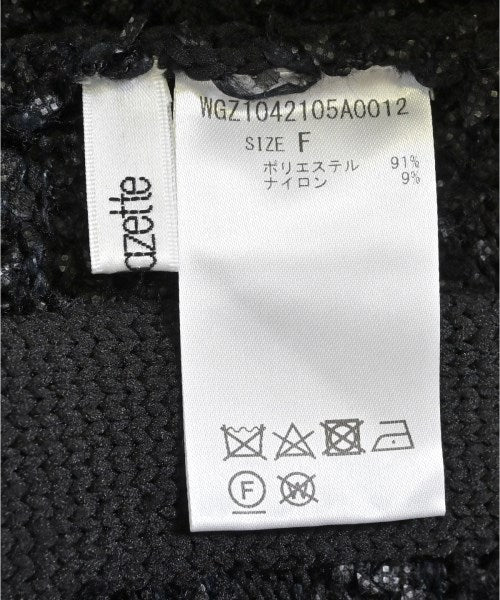 azette
WGZ1042105A0012
SIZE F
ポリエステル 91%
ナイロン 9%
F W